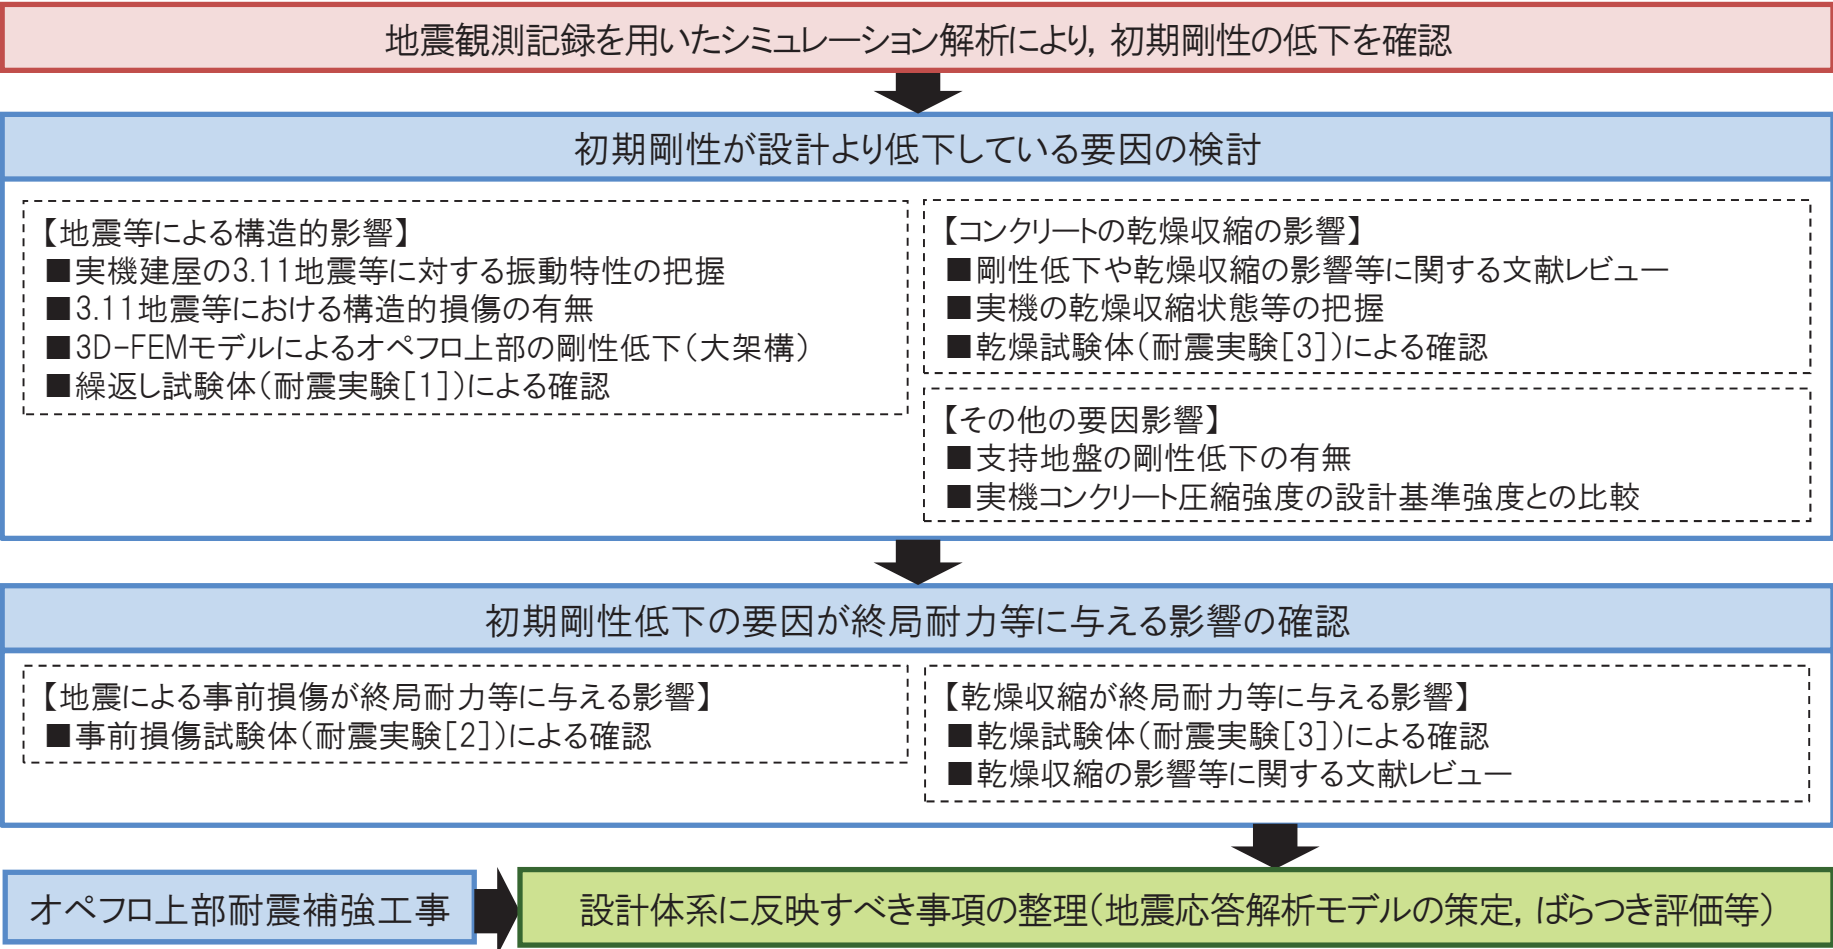 地震観測記録を用いたシミュレーション解析により, 初期剛性の低下を確認
初期剛性が設計より低下している要因の検討
【地震等による構造的影響】
■実機建屋の3.11地震等に対する振動特性の把握
■3.11地震等における構造的損傷の有無
■3D-FEMモデルによるオペフロ上部の剛性低下(大架構)
■繰返し試験体(耐震実験[1])による確認
【コンクリートの乾燥収縮の影響】
■剛性低下や乾燥収縮の影響等に関する文献レビュー
■実機の乾燥収縮状態等の把握
■乾燥試験体(耐震実験[3])による確認
【その他の要因影響】
■支持地盤の剛性低下の有無
■実機コンクリート圧縮強度の設計基準強度との比較
初期剛性低下の要因が終局耐力等に与える影響の確認
【地震による事前損傷が終局耐力等に与える影響】
■事前損傷試験体(耐震実験[2])による確認
【乾燥収縮が終局耐力等に与える影響】
■乾燥試験体(耐震実験[3])による確認
■乾燥収縮の影響等に関する文献レビュー
オペフロ上部耐震補強工事
設計体系に反映すべき事項の整理(地震応答解析モデルの策定, ばらつき評価等)